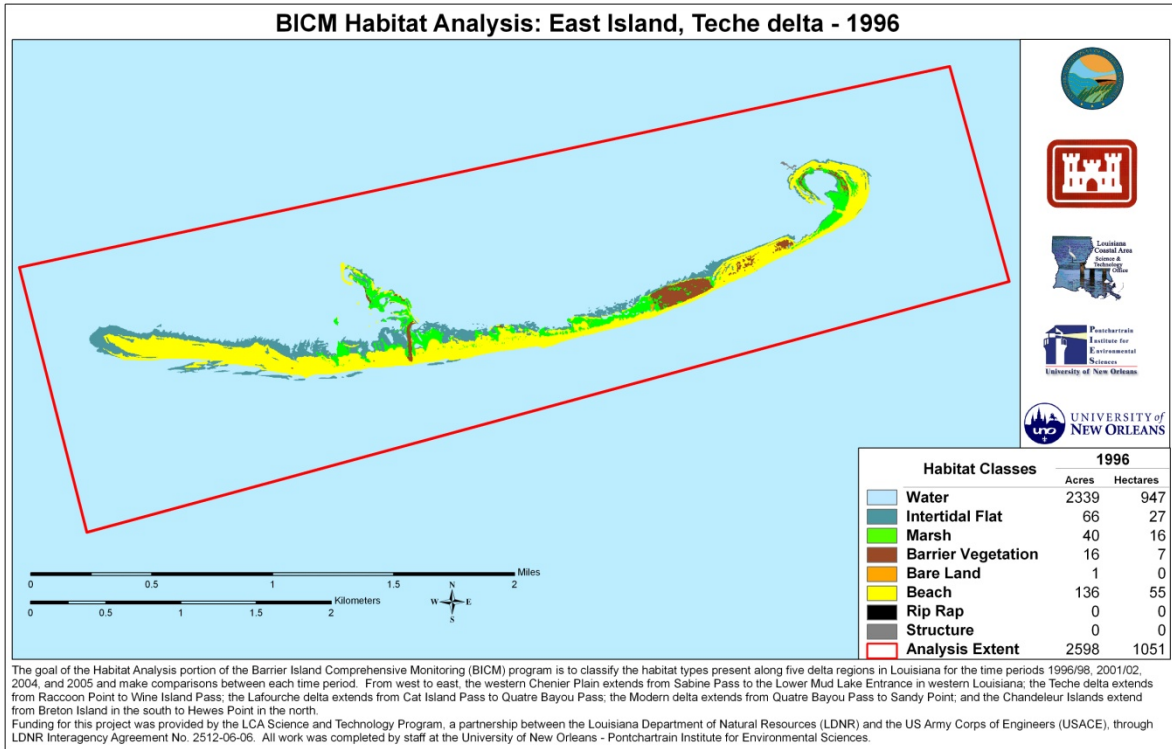 BICM Habitat Analysis: East Island, Teche delta - 1996
Louisiana
Coastal Area
Science &
Technology
Office
Pontchartrain
Institute for
Environmental
Sciences
University of New Orleans
uno
UNIVERSITY of
NEW ORLEANS
Habitat Classes 1996
Acres Hectares
Water 2339 947
Intertidal Flat 66 27
Marsh 40 16
Barrier Vegetation 16 7
Bare Land 1 0
Beach 136 55
Rip Rap 0 0
Structure 0 0
Analysis Extent 2598 1051
Miles
0 0.5 1 1.5 2
Kilometers
0 0.5 1 1.5 2
N
W E
S
The goal of the Habitat Analysis portion of the Barrier Island Comprehensive Monitoring (BICM) program is to classify the habitat types present along five delta regions in Louisiana for the time periods 1996/98, 2001/02,
2004, and 2005 and make comparisons between each time period. From west to east, the western Chenier Plain extends from Sabine Pass to the Lower Mud Lake Entrance in western Louisiana; the Teche delta extends
from Raccoon Point to Wine Island Pass; the Lafourche delta extends from Cat Island Pass to Quatre Bayou Pass; the Modern delta extends from Quatre Bayou Pass to Sandy Point; and the Chandeleur Islands extend
from Breton Island in the south to Hewes Point in the north.
Funding for this project was provided by the LCA Science and Technology Program, a partnership between the Louisiana Department of Natural Resources (LDNR) and the US Army Corps of Engineers (USACE), through
LDNR Interagency Agreement No. 2512-06-06. All work was completed by staff at the University of New Orleans - Pontchartrain Institute for Environmental Sciences.